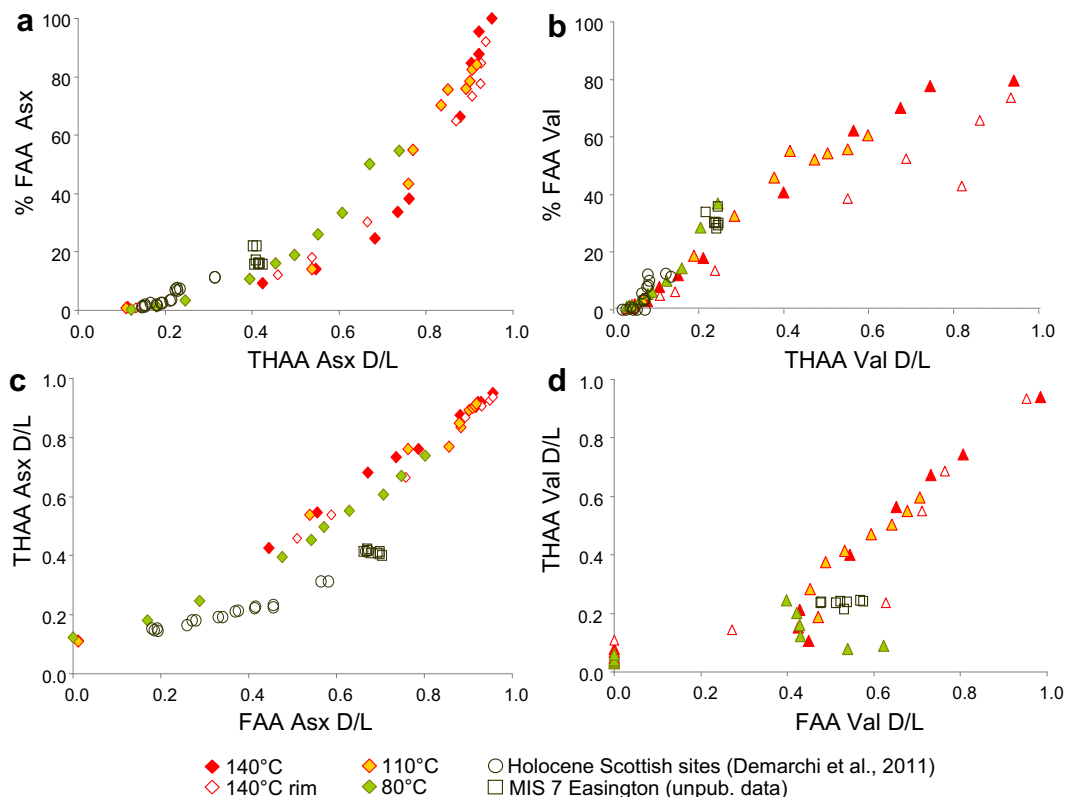 a
b
100
80
60
40
20
0
% FAA Asx
0.0 0.2 0.4 0.6 0.8 1.0
THAA Asx D/L
100
80
60
40
20
0
% FAA Val
0.0 0.2 0.4 0.6 0.8 1.0
THAA Val D/L
c
d
1.0
0.8
0.6
0.4
0.2
0.0
THAA Asx D/L
0.0 0.2 0.4 0.6 0.8 1.0
FAA Asx D/L
1.0
0.8
0.6
0.4
0.2
0.0
THAA Val D/L
0.0 0.2 0.4 0.6 0.8 1.0
FAA Val D/L
140°C
110°C
Holocene Scottish sites (Demarchi et al., 2011)
140°C rim
80°C
MIS 7 Easington (unpub. data)